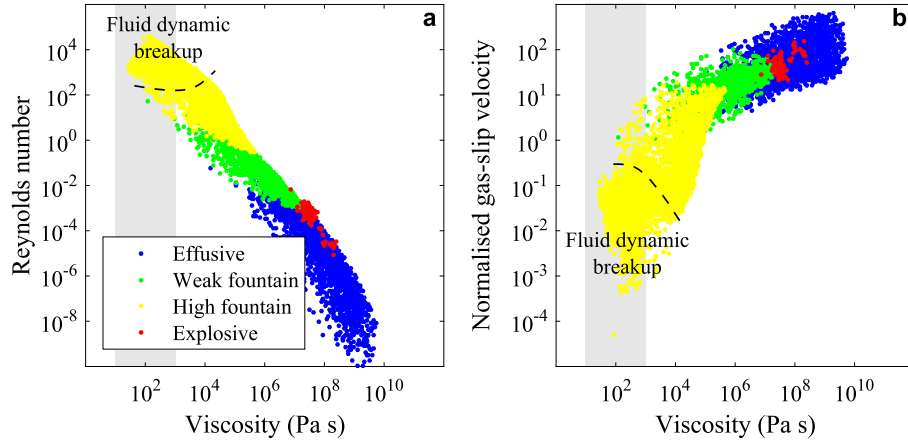 a
Fluid dynamic
breakup
Reynolds number
10^4
10^2
10^0
10^-2
10^-4
10^-6
10^-8
Effusive
Weak fountain
High fountain
Explosive
10^2 10^4 10^6 10^8 10^10
Viscosity (Pa s)
b
Normalised gas-slip velocity
10^2
10^1
10^0
10^-1
10^-2
10^-3
10^-4
Fluid dynamic
breakup
10^2 10^4 10^6 10^8 10^10
Viscosity (Pa s)